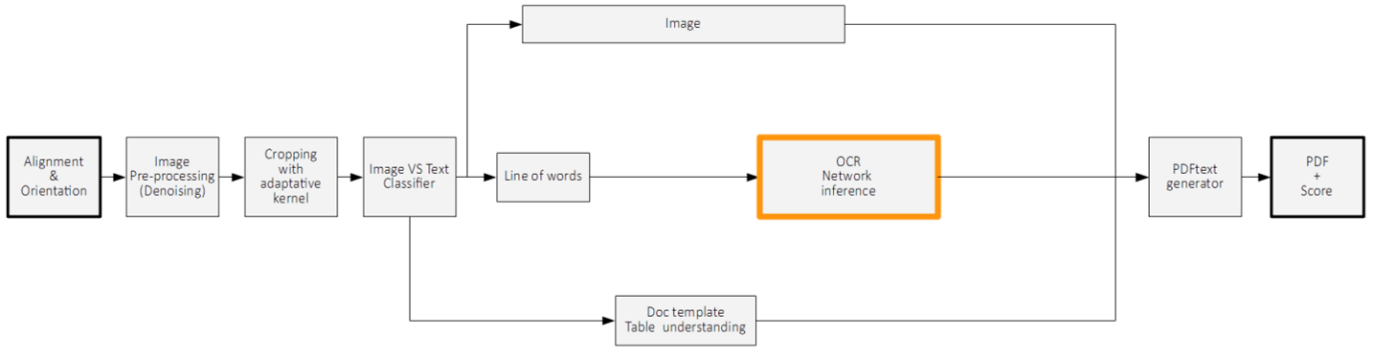 Image
Alignment
&
Orientation
Image
Pre-processing
(Denoising)
Cropping
with
adaptative
kernel
Image VS Text
Classifier
Line of words
OCR
Network
inference
PDFtext
generator
PDF
+
Score
Doc template
Table understanding